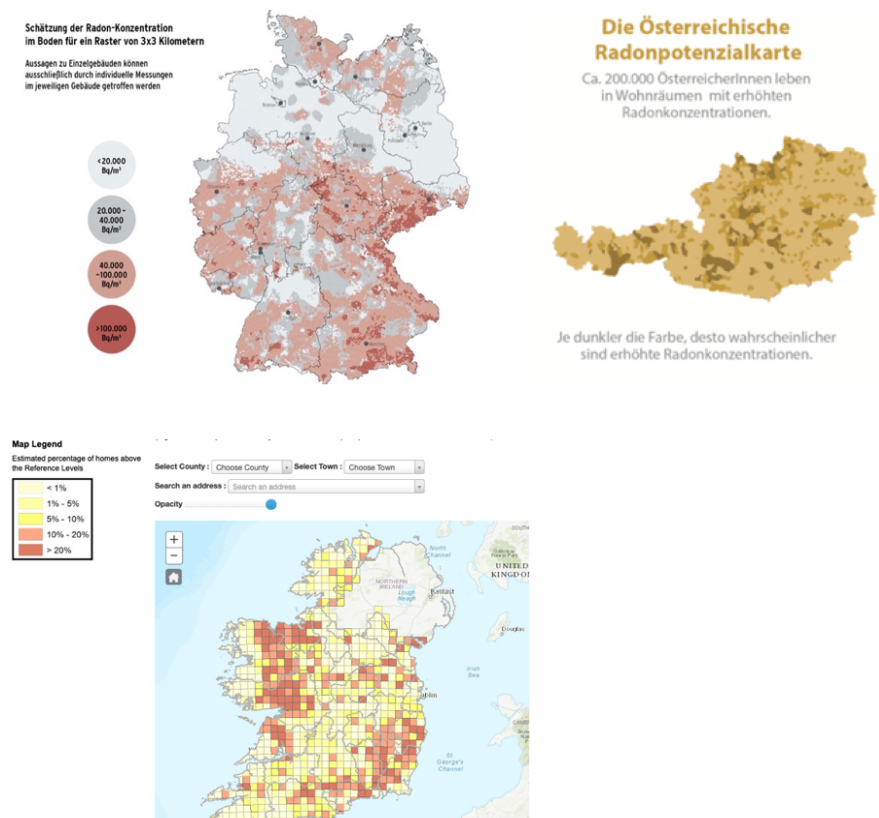 Schätzung der Radon-Konzentration
im Boden für ein Raster von 3x3 Kilometern
Aussagen zu Einzelgebäuden können
ausschließlich durch individuelle Messungen
im jeweiligen Gebäude getroffen werden
<20.000
Bq/m³
20.000 –
40.000
Bq/m³
40.000
–100.000
Bq/m³
>100.000
Bq/m³
Die Österreichische
Radonpotenzialkarte
Ca. 200.000 ÖsterreicherInnen leben
in Wohnräumen mit erhöhten
Radonkonzentrationen.
Je dunkler die Farbe, desto wahrscheinlicher
sind erhöhte Radonkonzentrationen.
Map Legend
Estimated percentage of homes above
the Reference Levels
< 1%
1% - 5%
5% - 10%
10% - 20%
> 20%
Select County : Choose County Select Town : Choose Town
Search an address : Search an address
Opacity
+
−
North
Channel
UNITED
KINGDOM
NORTHERN
IRELAND
Lough
Neagh
Belfast
Douglas
Irish
Sea
St
George's
Channel